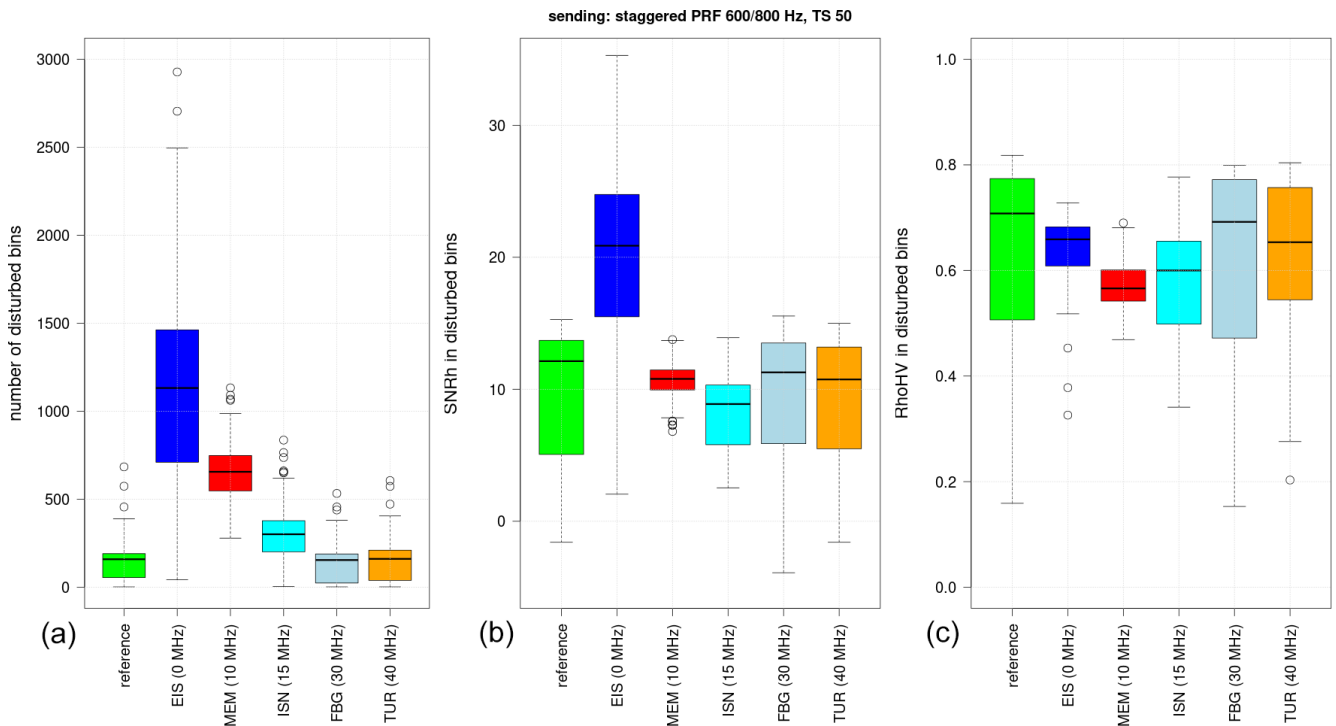 sending: staggered PRF 600/800 Hz, TS 50
number of disturbed bins
3000
2500
2000
1500
1000
500
0
(a)
reference
EIS (0 MHz)
MEM (10 MHz)
ISN (15 MHz)
FBG (30 MHz)
TUR (40 MHz)
SNRh in disturbed bins
30
20
10
0
(b)
reference
EIS (0 MHz)
MEM (10 MHz)
ISN (15 MHz)
FBG (30 MHz)
TUR (40 MHz)
RhoHV in disturbed bins
1.0
0.8
0.6
0.4
0.2
0.0
(c)
reference
EIS (0 MHz)
MEM (10 MHz)
ISN (15 MHz)
FBG (30 MHz)
TUR (40 MHz)